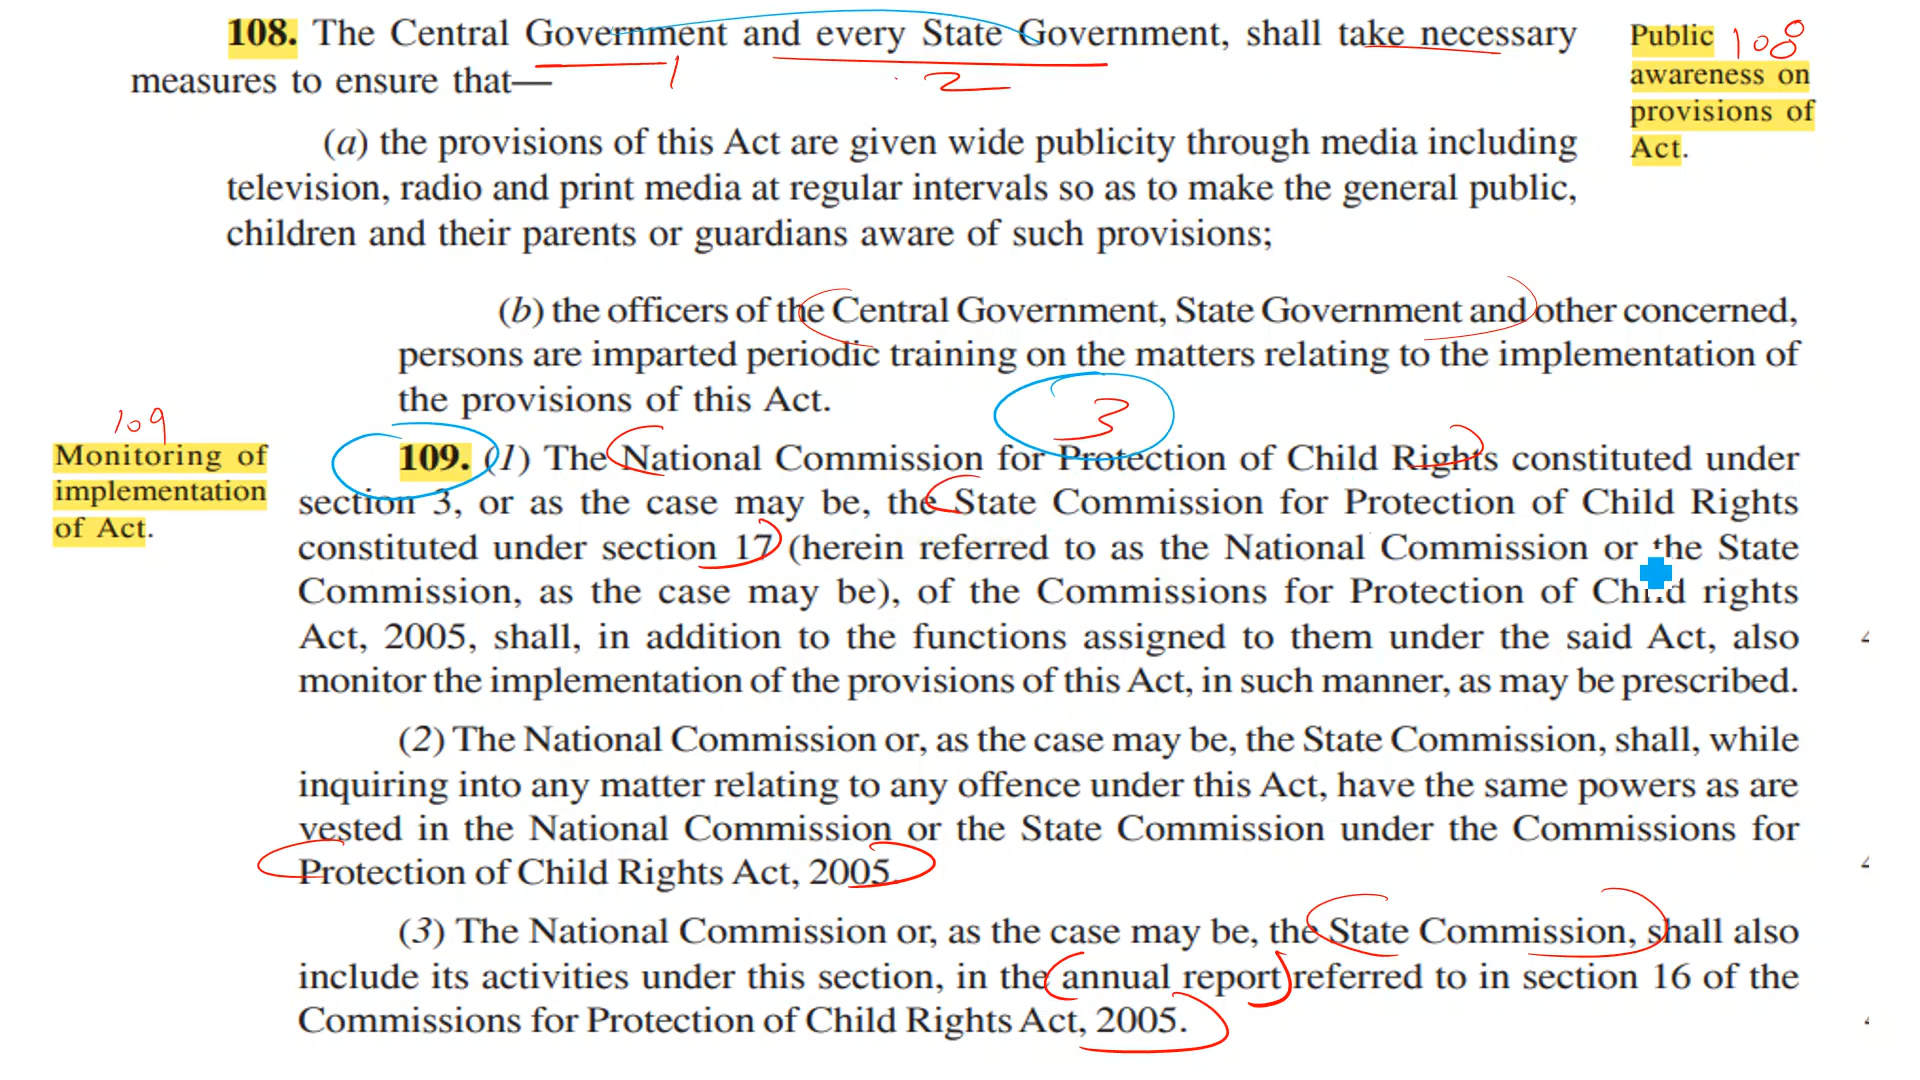 108. The Central Government and every State Government, shall take necessary
measures to ensure that—
1
2
Public 108
awareness on
provisions of
Act.
(a) the provisions of this Act are given wide publicity through media including
television, radio and print media at regular intervals so as to make the general public,
children and their parents or guardians aware of such provisions;
(b) the officers of the Central Government, State Government and other concerned,
persons are imparted periodic training on the matters relating to the implementation of
the provisions of this Act.
3
109
Monitoring of
implementation
of Act.
109. (1) The National Commission for Protection of Child Rights constituted under
section 3, or as the case may be, the State Commission for Protection of Child Rights
constituted under section 17 (herein referred to as the National Commission or the State
Commission, as the case may be), of the Commissions for Protection of Child rights
Act, 2005, shall, in addition to the functions assigned to them under the said Act, also
monitor the implementation of the provisions of this Act, in such manner, as may be prescribed.
(2) The National Commission or, as the case may be, the State Commission, shall, while
inquiring into any matter relating to any offence under this Act, have the same powers as are
vested in the National Commission or the State Commission under the Commissions for
Protection of Child Rights Act, 2005.
(3) The National Commission or, as the case may be, the State Commission, shall also
include its activities under this section, in the annual report referred to in section 16 of the
Commissions for Protection of Child Rights Act, 2005.